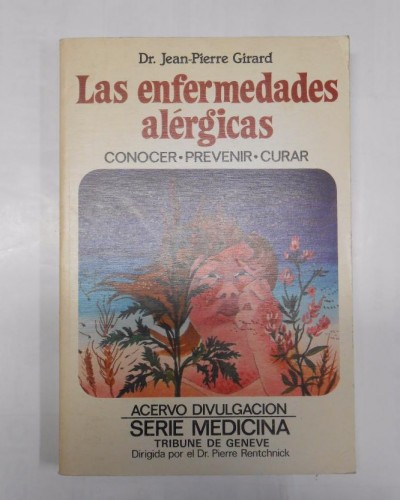 Dr. Jean-Pierre Girard
Las enfermedades
alérgicas
CONOCER • PREVENIR • CURAR
ACERVO DIVULGACION
SERIE MEDICINA
TRIBUNE DE GENEVE
Dirigida por el Dr. Pierre Rentchnick